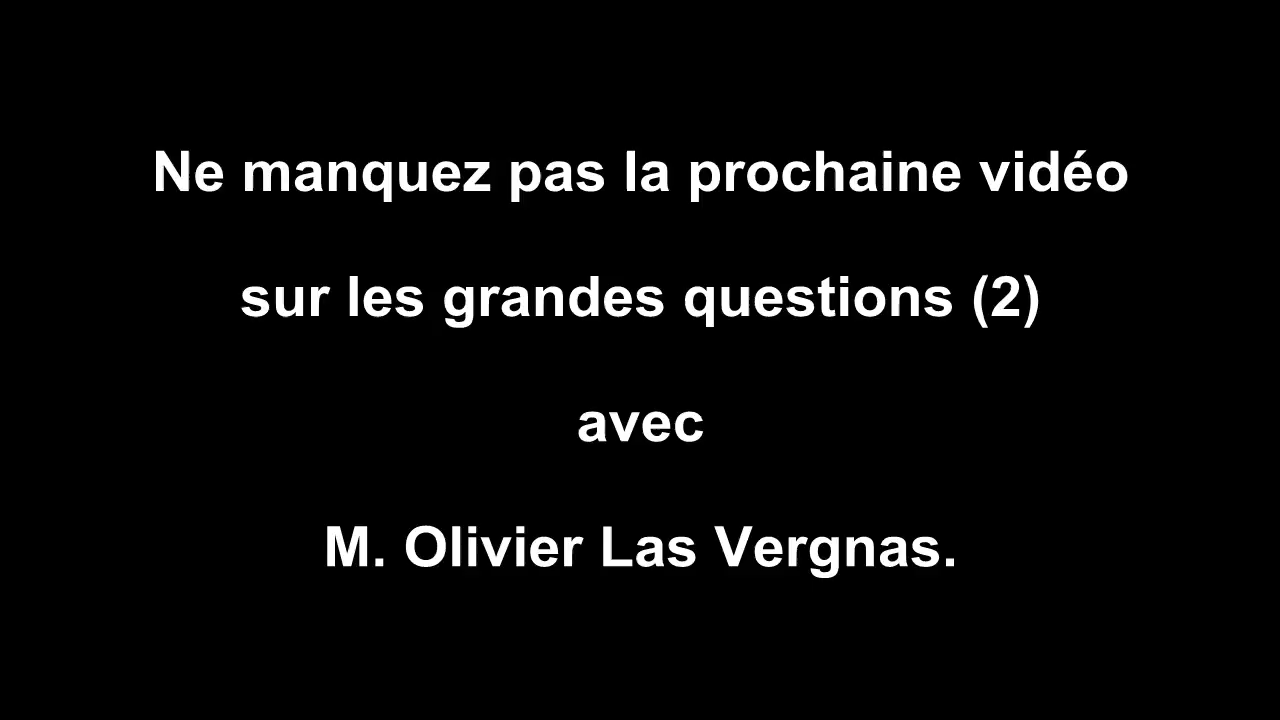 Ne manquez pas la prochaine vidéo
sur les grandes questions (2)
avec
M. Olivier Las Vergnas.